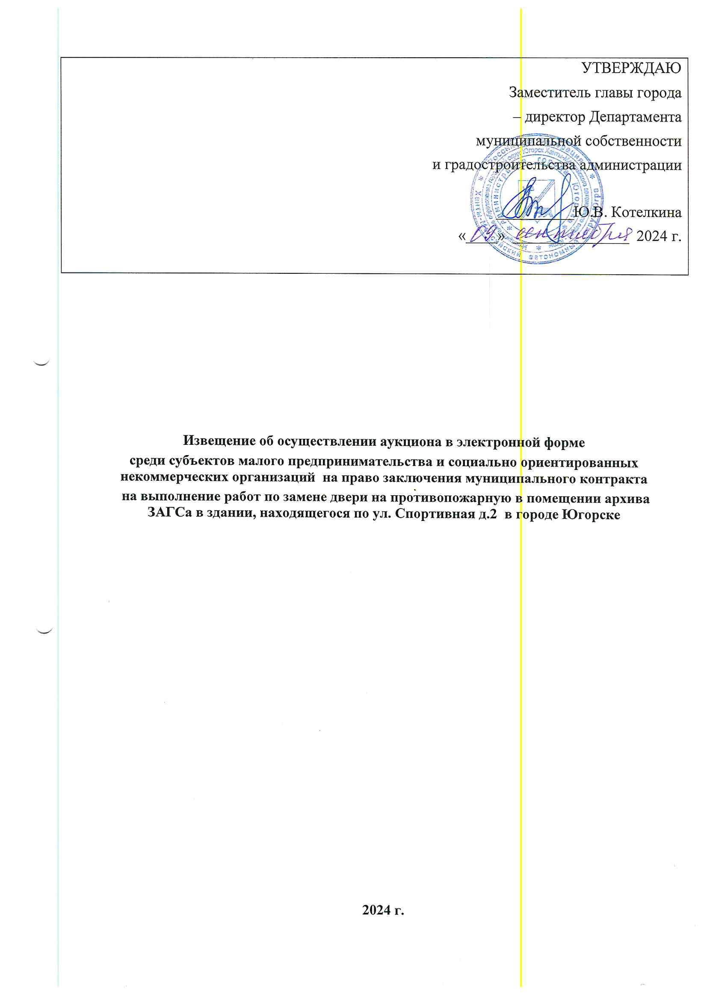 УТВЕРЖДАЮ
Заместитель главы города
– директор Департамента
муниципальной собственности
и градостроительства администрации
Ю.В. Котелкина
«09» сентября 2024 г.
Извещение об осуществлении аукциона в электронной форме
среди субъектов малого предпринимательства и социально ориентированных
некоммерческих организаций на право заключения муниципального контракта
на выполнение работ по замене двери на противопожарную в помещении архива
ЗАГСа в здании, находящегося по ул. Спортивная д.2 в городе Югорске
2024 г.